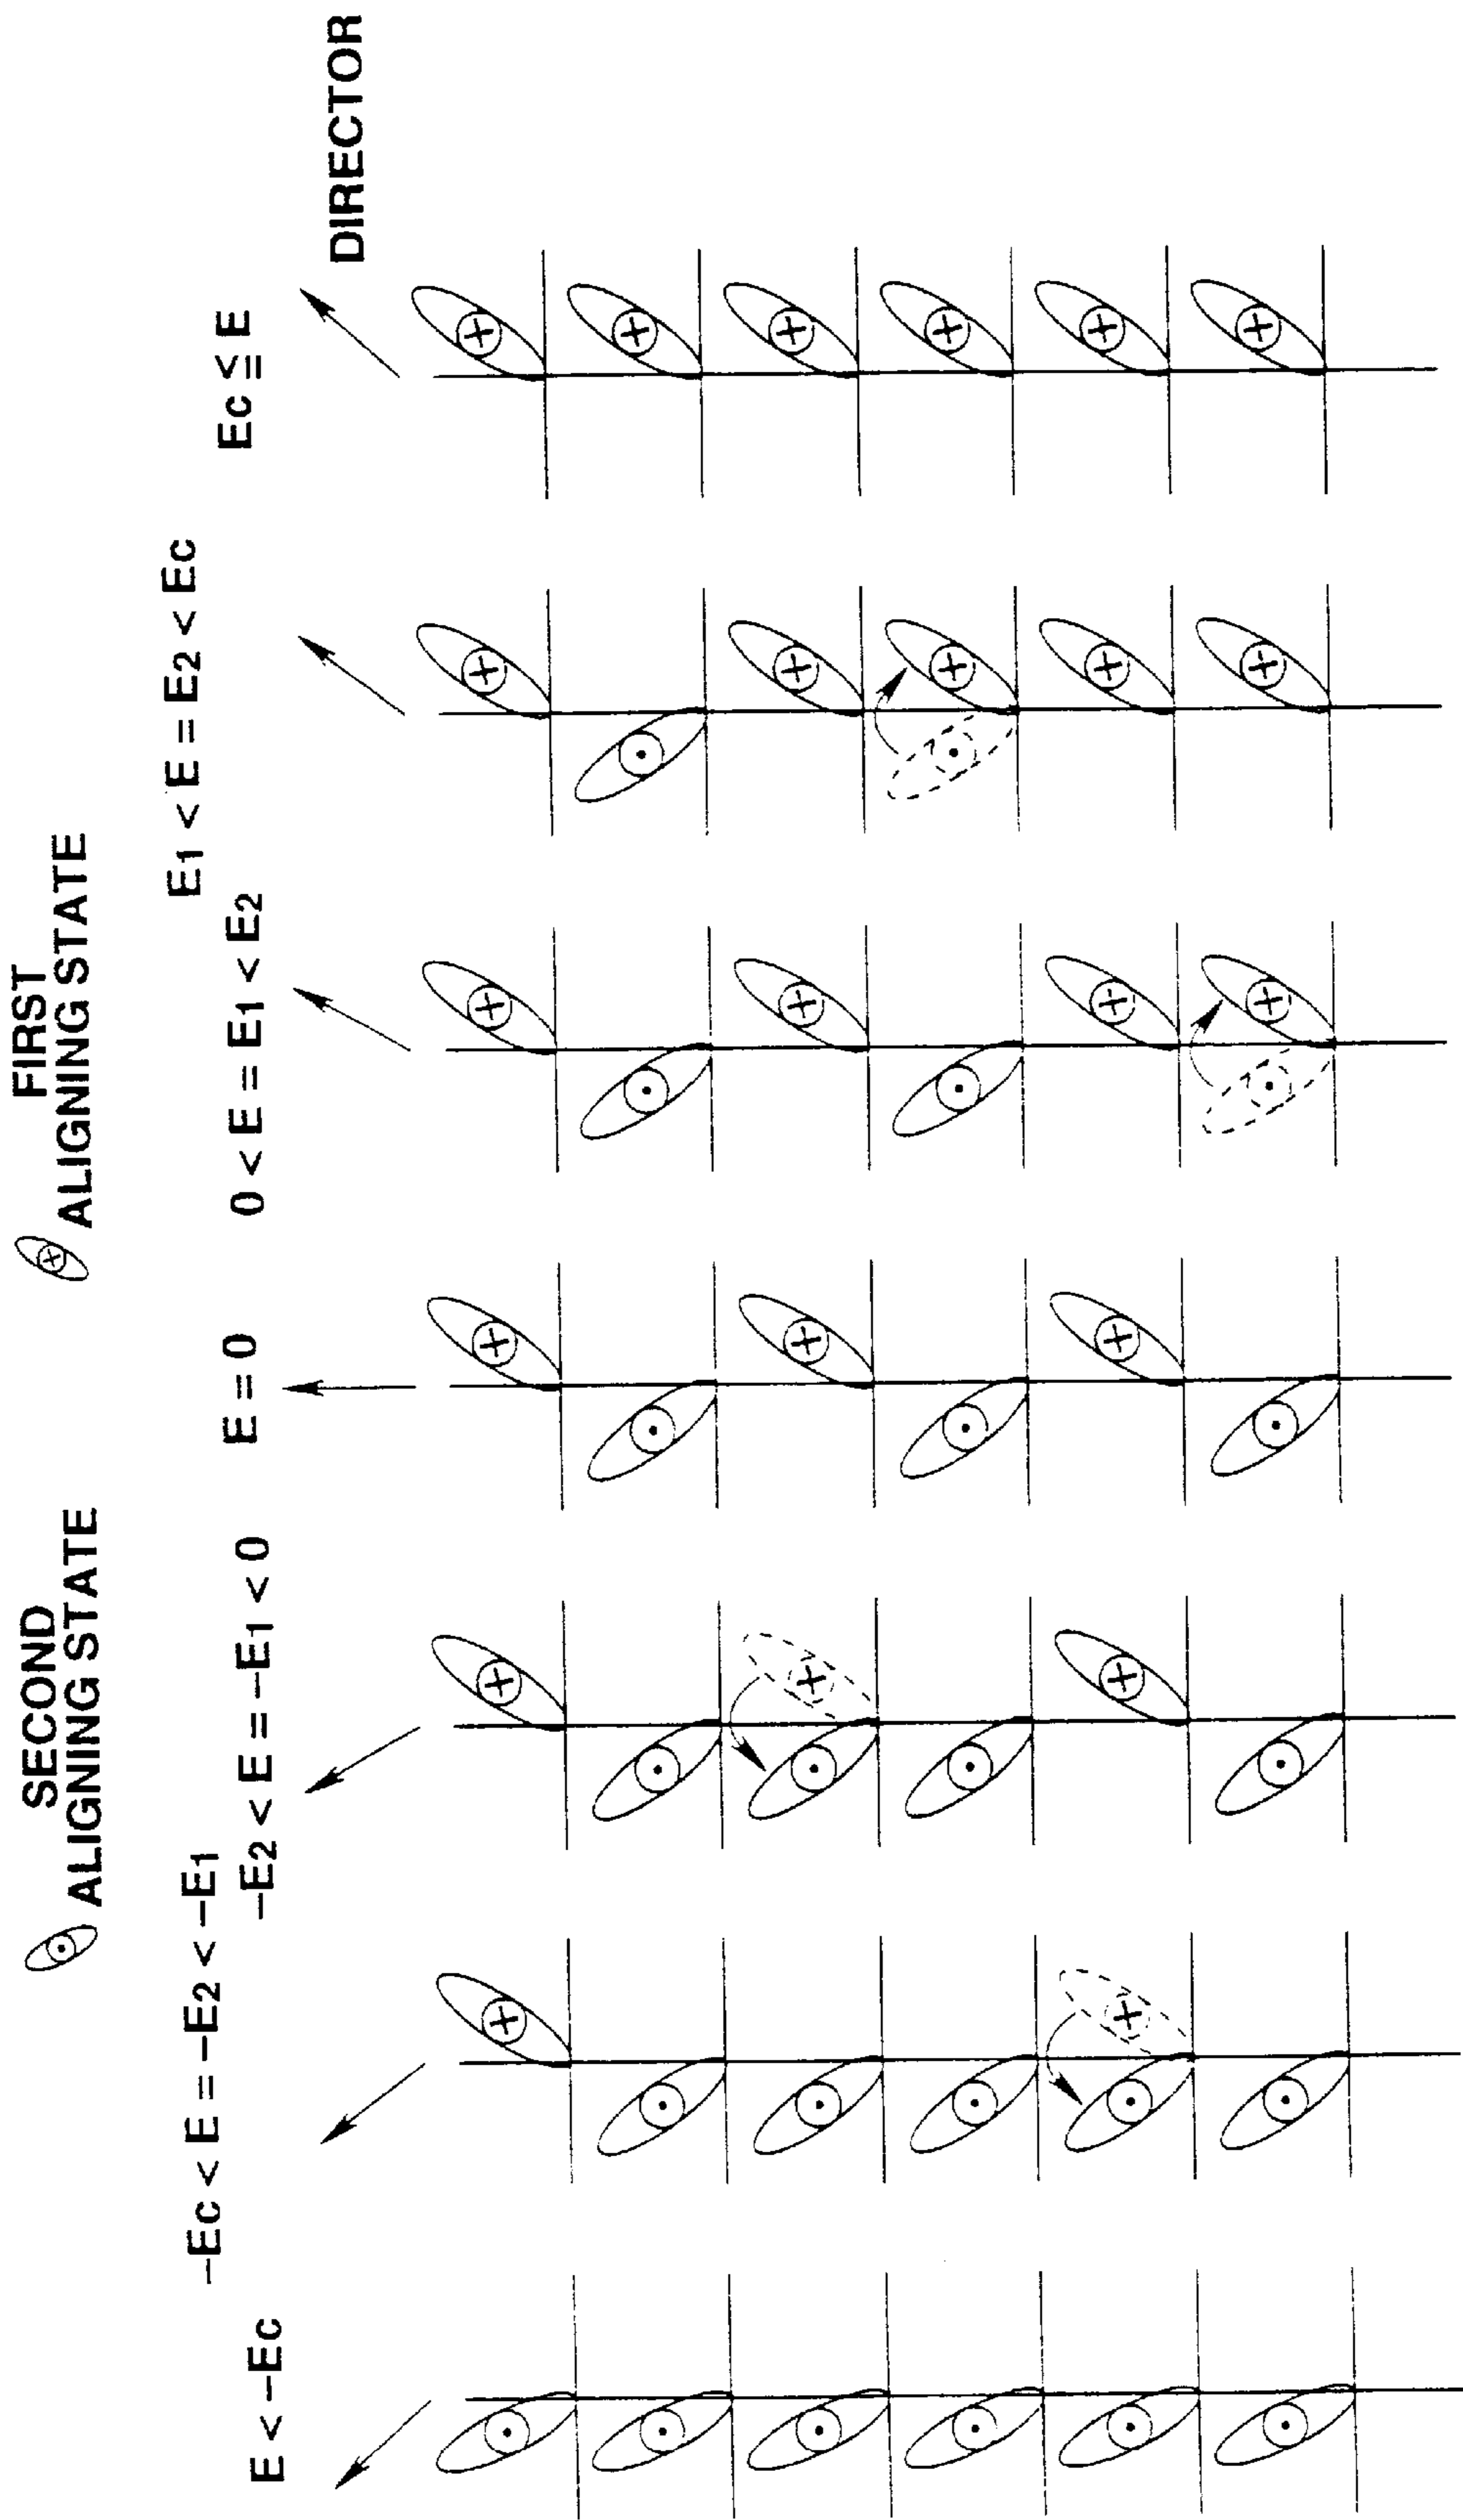 SECOND
ALIGNING STATE
FIRST
ALIGNING STATE
E < −Ec
−Ec < E = −E2 < −E1
−E2 < E = −E1 < 0
E = 0
0 < E = E1 < E2
E1 < E = E2 < Ec
Ec ≦ E
DIRECTOR